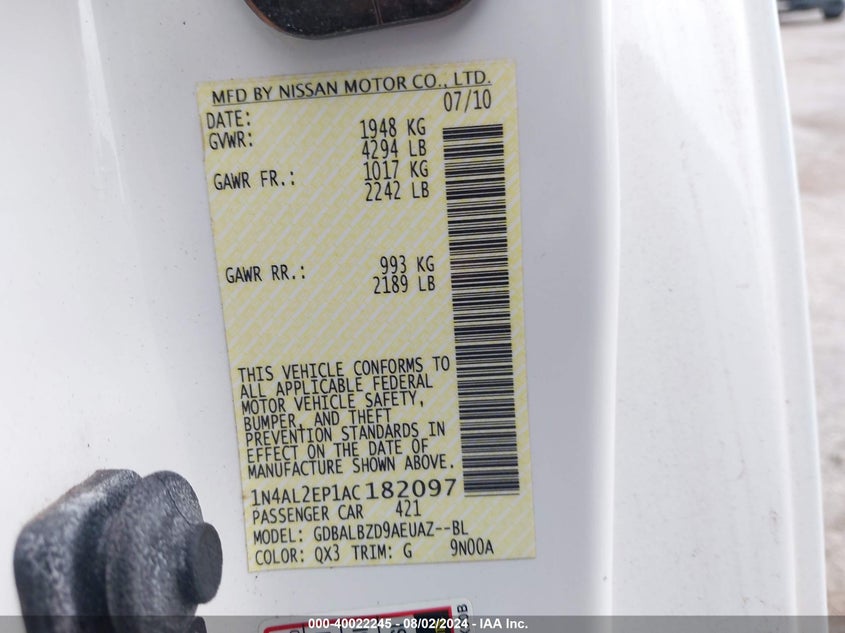 MFD BY NISSAN MOTOR CO., LTD.
DATE: 07/10
GVWR: 1948 KG
4294 LB
GAWR FR.: 1017 KG
2242 LB
GAWR RR.: 993 KG
2189 LB
THIS VEHICLE CONFORMS TO
ALL APPLICABLE FEDERAL
MOTOR VEHICLE SAFETY,
BUMPER, AND THEFT
PREVENTION STANDARDS IN
EFFECT ON THE DATE OF
MANUFACTURE SHOWN ABOVE.
1N4AL2EP1AC182097
PASSENGER CAR 421
MODEL: GDBALBZD9AEUAZ--BL
COLOR: QX3 TRIM: G 9N00A
000-40022245 - 08/02/2024 - IAA Inc.